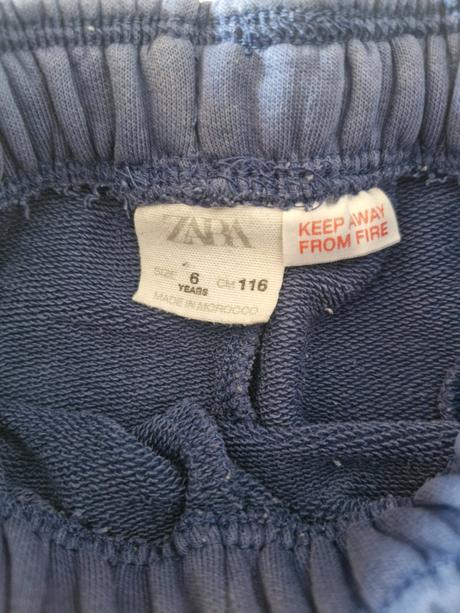 ZARA
SIZE 6 YEARS CM 116
MADE IN MOROCCO
KEEP AWAY
FROM FIRE